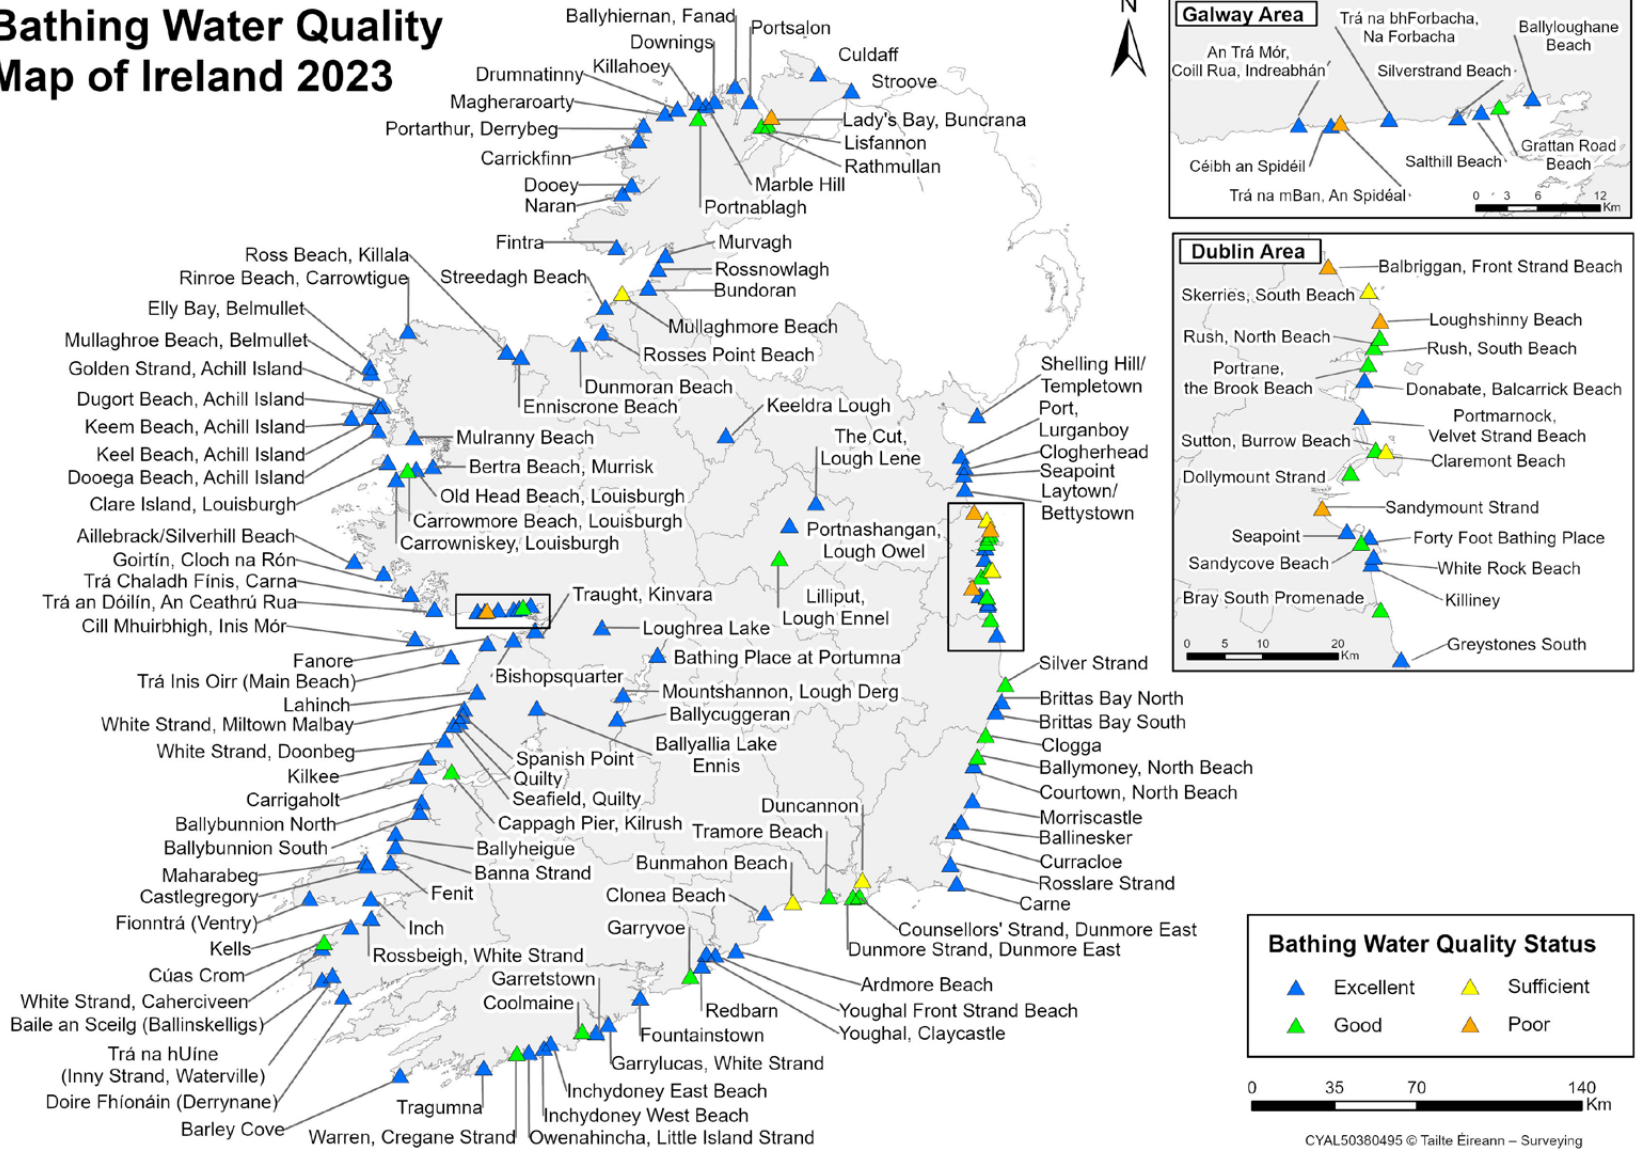 Bathing Water Quality
Map of Ireland 2023
N
Ballyhiernan, Fanad
Portsalon
Downings
Killahoey
Culdaff
Drumnatinny
Stroove
Magheraroarty
Portarthur, Derrybeg
Lady's Bay, Buncrana
Lisfannon
Carrickfinn
Rathmullan
Dooey
Marble Hill
Naran
Portnablagh
Fintra
Murvagh
Ross Beach, Killala
Rossnowlagh
Rinroe Beach, Carrowtigue
Streedagh Beach
Bundoran
Elly Bay, Belmullet
Mullaghmore Beach
Mullaghroe Beach, Belmullet
Rosses Point Beach
Golden Strand, Achill Island
Dunmoran Beach
Dugort Beach, Achill Island
Enniscrone Beach
Keeldra Lough
Keem Beach, Achill Island
Mulranny Beach
The Cut,
Lough Lene
Keel Beach, Achill Island
Bertra Beach, Murrisk
Dooega Beach, Achill Island
Old Head Beach, Louisburgh
Clare Island, Louisburgh
Carrowmore Beach, Louisburgh
Carrowniskey, Louisburgh
Portnashangan,
Lough Owel
Aillebrack/Silverhill Beach
Goirtín, Cloch na Rón
Trá Chaladh Fínis, Carna
Trá an Dóilín, An Ceathrú Rua
Cill Mhuirbhigh, Inis Mór
Traught, Kinvara
Lilliput,
Lough Ennel
Loughrea Lake
Fanore
Bathing Place at Portumna
Trá Inis Oirr (Main Beach)
Bishopsquarter
Lahinch
Mountshannon, Lough Derg
White Strand, Miltown Malbay
Ballycuggeran
White Strand, Doonbeg
Ballyallia Lake
Ennis
Spanish Point
Kilkee
Quilty
Carrigaholt
Seafield, Quilty
Ballybunnion North
Cappagh Pier, Kilrush
Ballybunnion South
Ballyheigue
Maharabeg
Banna Strand
Castlegregory
Fenit
Fionntrá (Ventry)
Inch
Kells
Rossbeigh, White Strand
Cúas Crom
White Strand, Caherciveen
Baile an Sceilg (Ballinskelligs)
Trá na hUíne
(Inny Strand, Waterville)
Doire Fhíonáin (Derrynane)
Barley Cove
Tragumna
Warren, Cregane Strand
Owenahincha, Little Island Strand
Inchydoney West Beach
Inchydoney East Beach
Garrylucas, White Strand
Fountainstown
Coolmaine
Garretstown
Redbarn
Garryvoe
Youghal, Claycastle
Youghal Front Strand Beach
Ardmore Beach
Clonea Beach
Bunmahon Beach
Tramore Beach
Duncannon
Dunmore Strand, Dunmore East
Counsellors' Strand, Dunmore East
Shelling Hill/
Templetown
Port,
Lurganboy
Clogherhead
Seapoint
Laytown/
Bettystown
Silver Strand
Brittas Bay North
Brittas Bay South
Clogga
Ballymoney, North Beach
Courtown, North Beach
Morriscastle
Ballinesker
Curracloe
Rosslare Strand
Carne
Galway Area
Trá na bhForbacha,
Na Forbacha
Ballyloughane
Beach
An Trá Mór,
Coill Rua, Indreabhán
Silverstrand Beach
Céibh an Spidéil
Salthill Beach
Grattan Road
Beach
Trá na mBan, An Spidéal
0 3 6 12
Km
Dublin Area
Balbriggan, Front Strand Beach
Skerries, South Beach
Loughshinny Beach
Rush, North Beach
Rush, South Beach
Portrane,
the Brook Beach
Donabate, Balcarrick Beach
Portmarnock,
Velvet Strand Beach
Sutton, Burrow Beach
Claremont Beach
Dollymount Strand
Sandymount Strand
Seapoint
Forty Foot Bathing Place
Sandycove Beach
White Rock Beach
Bray South Promenade
Killiney
Greystones South
0 5 10 20
Km
Bathing Water Quality Status
Excellent
Sufficient
Good
Poor
0 35 70 140
Km
CYAL50380495 © Tailte Éireann – Surveying